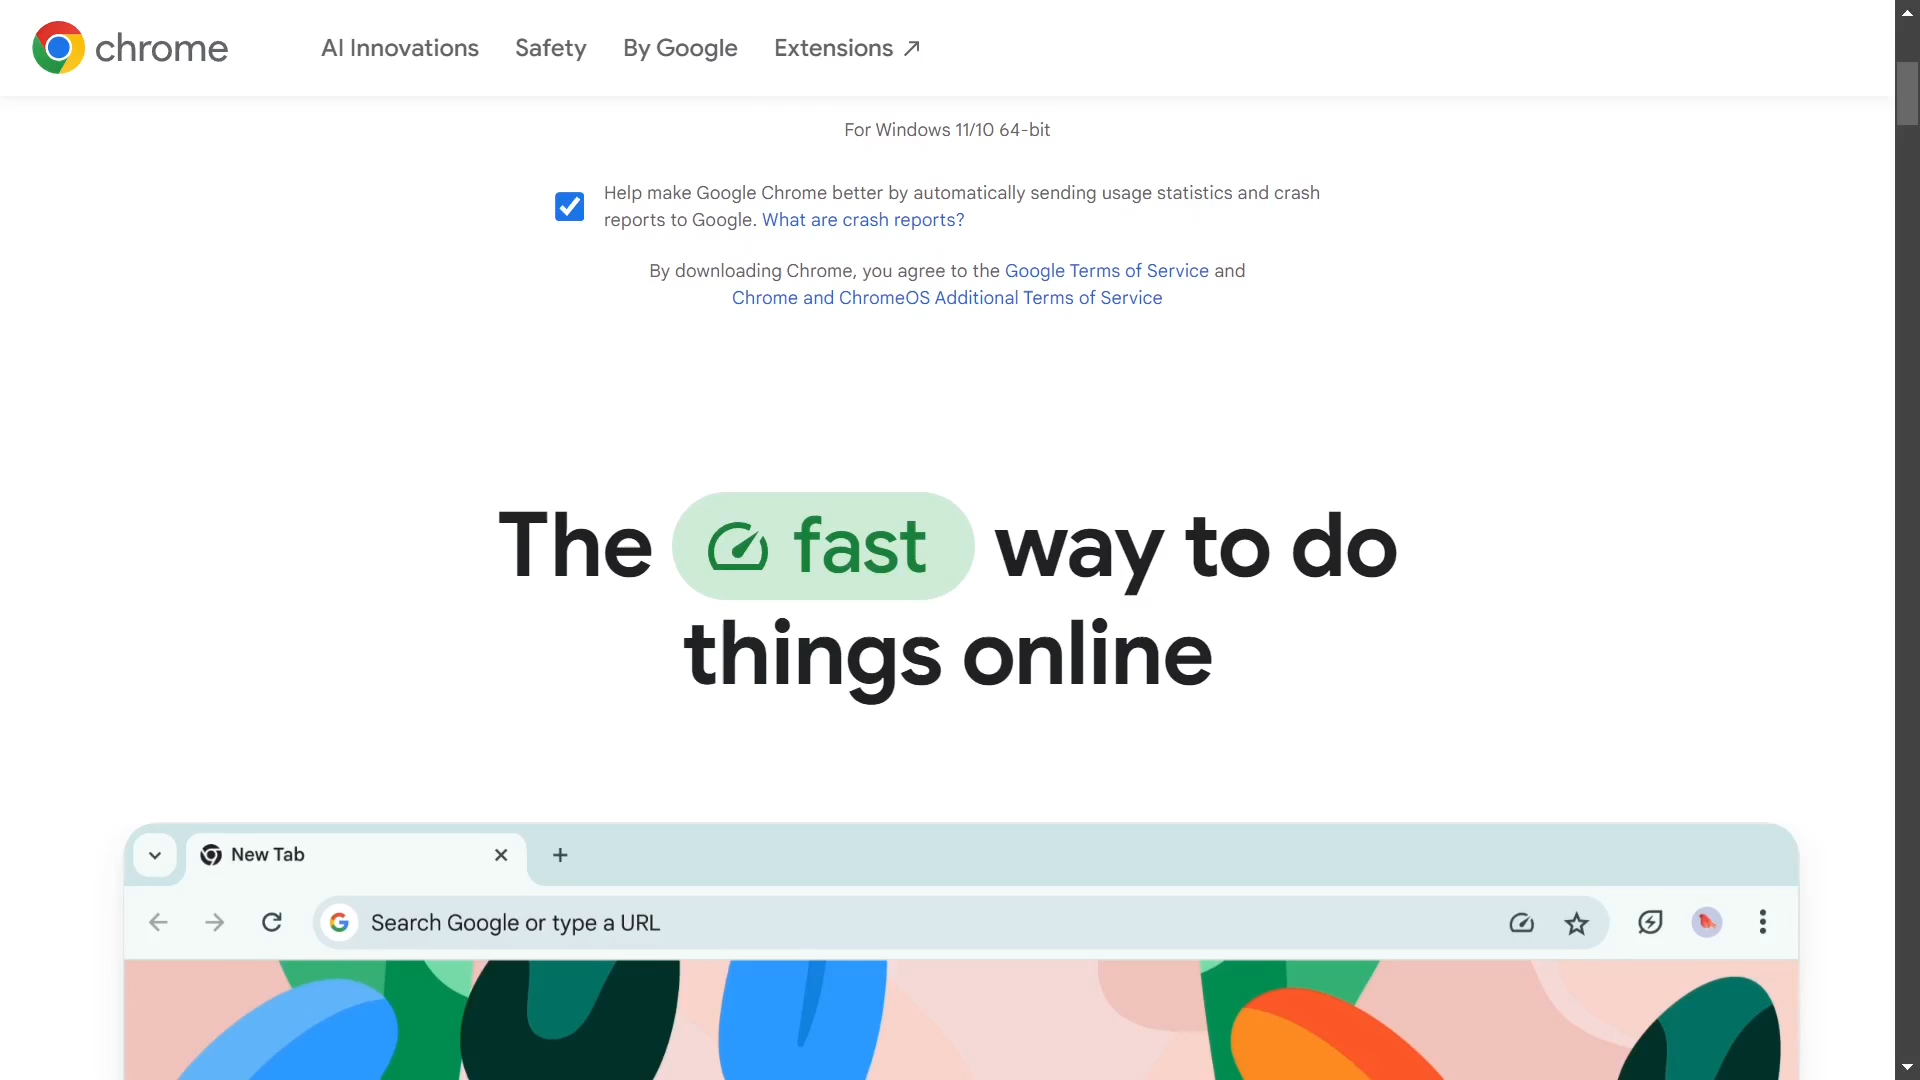 chrome
AI Innovations
Safety
By Google
Extensions
For Windows 11/10 64-bit
Help make Google Chrome better by automatically sending usage statistics and crash
reports to Google. What are crash reports?
By downloading Chrome, you agree to the Google Terms of Service and
Chrome and ChromeOS Additional Terms of Service
The fast way to do
things online
New Tab
Search Google or type a URL